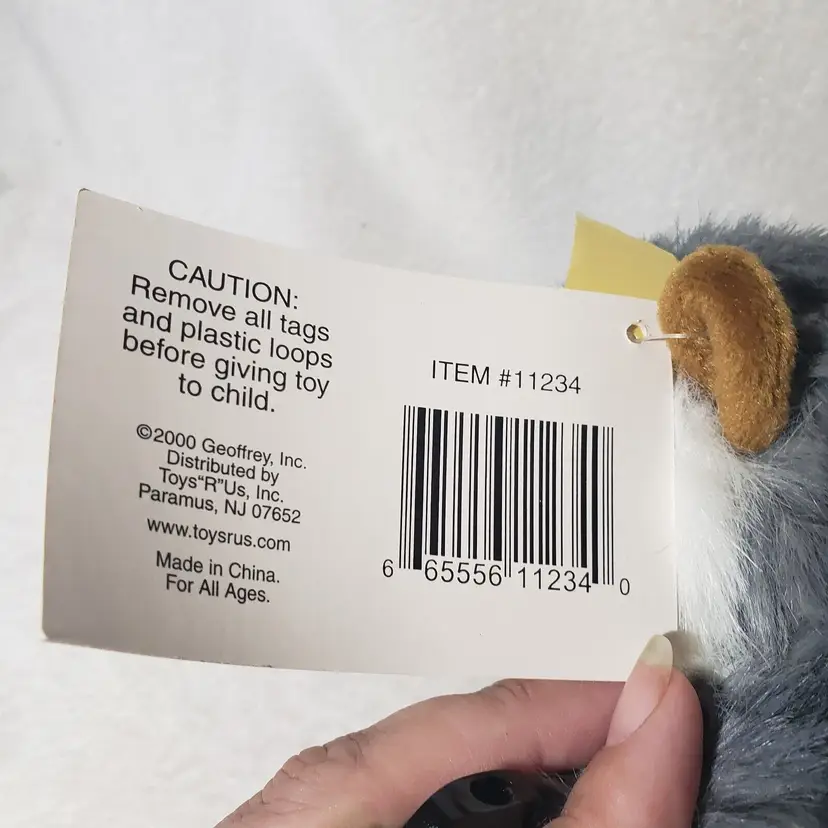 CAUTION:
Remove all tags
and plastic loops
before giving toy
to child.
©2000 Geoffrey, Inc.
Distributed by
Toys“R”Us, Inc.
Paramus, NJ 07652
www.toysrus.com
Made in China.
For All Ages.
ITEM #11234
6 65556 11234 0